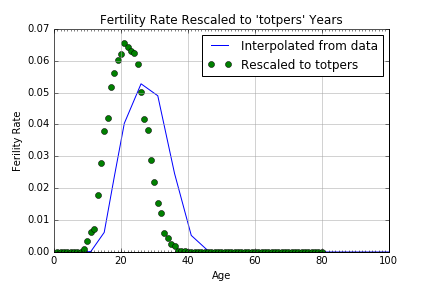 Fertility Rate Rescaled to 'totpers' Years
0.07
0.06
0.05
0.04
0.03
0.02
0.01
0.00
Ferility Rate
Interpolated from data
Rescaled to totpers
0 20 40 60 80 100
Age